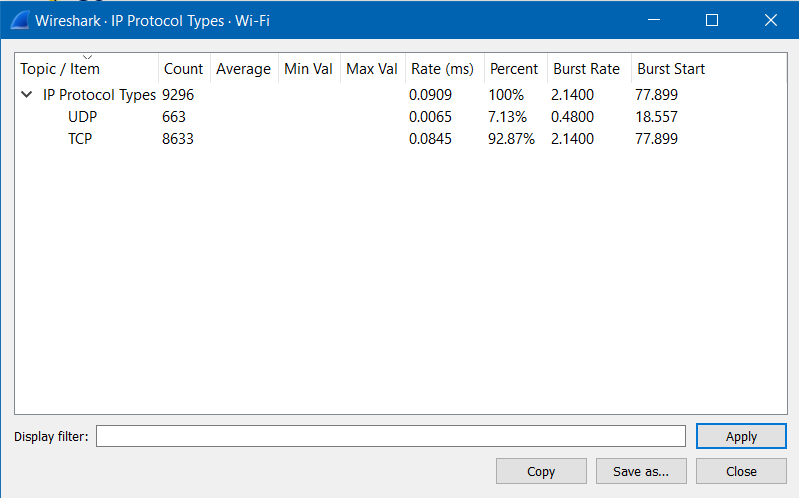 Wireshark · IP Protocol Types · Wi-Fi
Topic / Item Count Average Min Val Max Val Rate (ms) Percent Burst Rate Burst Start
IP Protocol Types 9296 0.0909 100% 2.1400 77.899
UDP 663 0.0065 7.13% 0.4800 18.557
TCP 8633 0.0845 92.87% 2.1400 77.899
Display filter: Apply
Copy Save as... Close